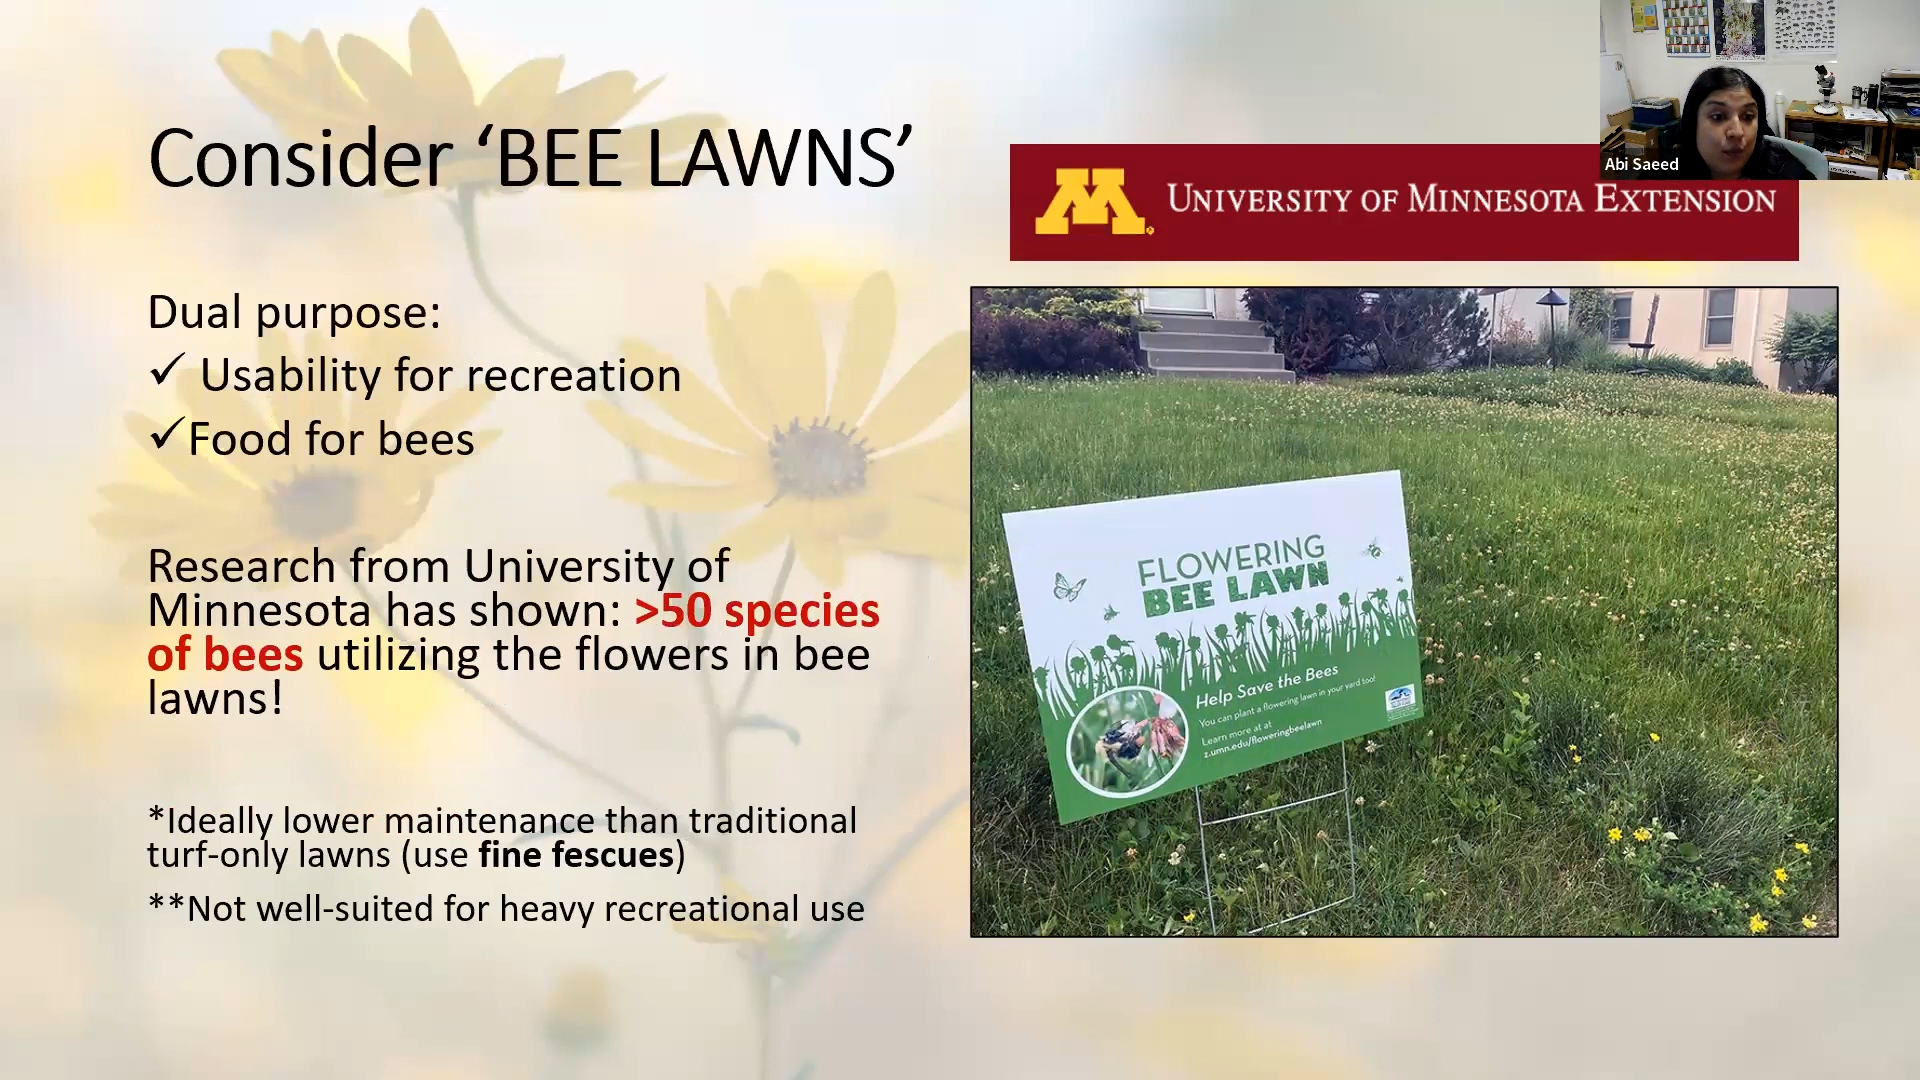 Consider ‘BEE LAWNS’
Abi Saeed
UNIVERSITY OF MINNESOTA EXTENSION
Dual purpose:
✓ Usability for recreation
✓Food for bees
Research from University of
Minnesota has shown: >50 species
of bees utilizing the flowers in bee
lawns!
*Ideally lower maintenance than traditional
turf-only lawns (use fine fescues)
**Not well-suited for heavy recreational use
FLOWERING
BEE LAWN
Help Save the Bees
You can plant a flowering lawn in your yard too!
Learn more at at
z.umn.edu/floweringbeelawn